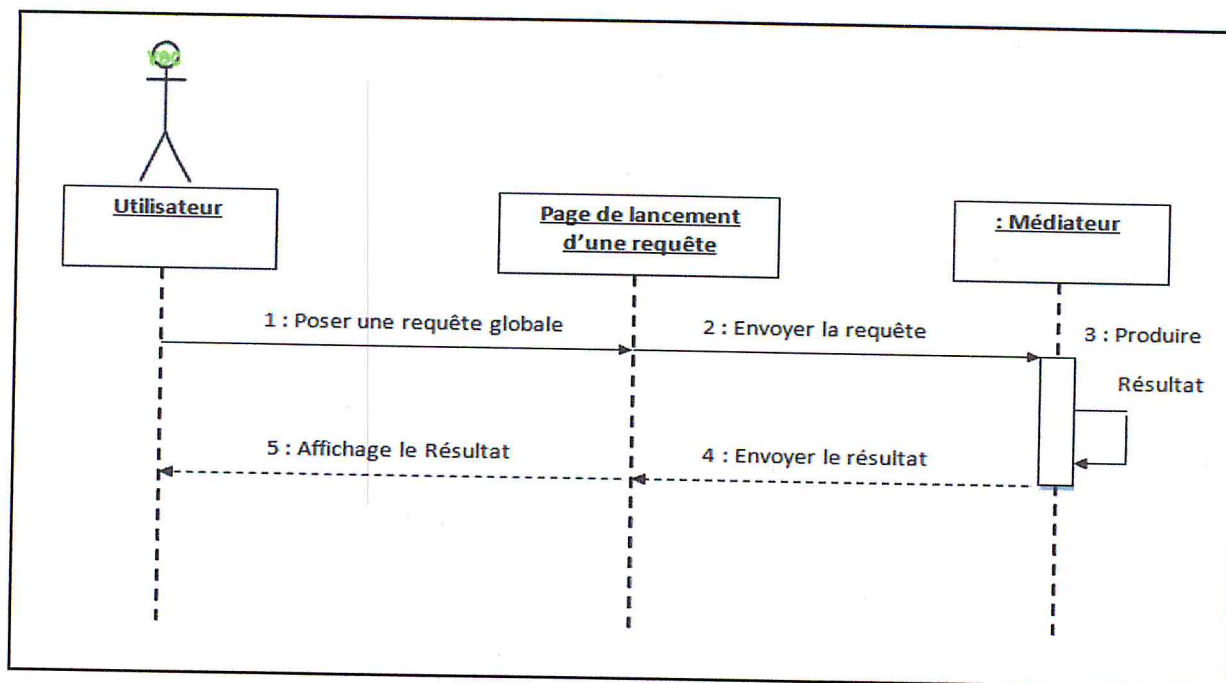 Utilisateur
Page de lancement
d'une requête
: Médiateur
1 : Poser une requête globale
2 : Envoyer la requête
3 : Produire
Résultat
5 : Affichage le Résultat
4 : Envoyer le résultat